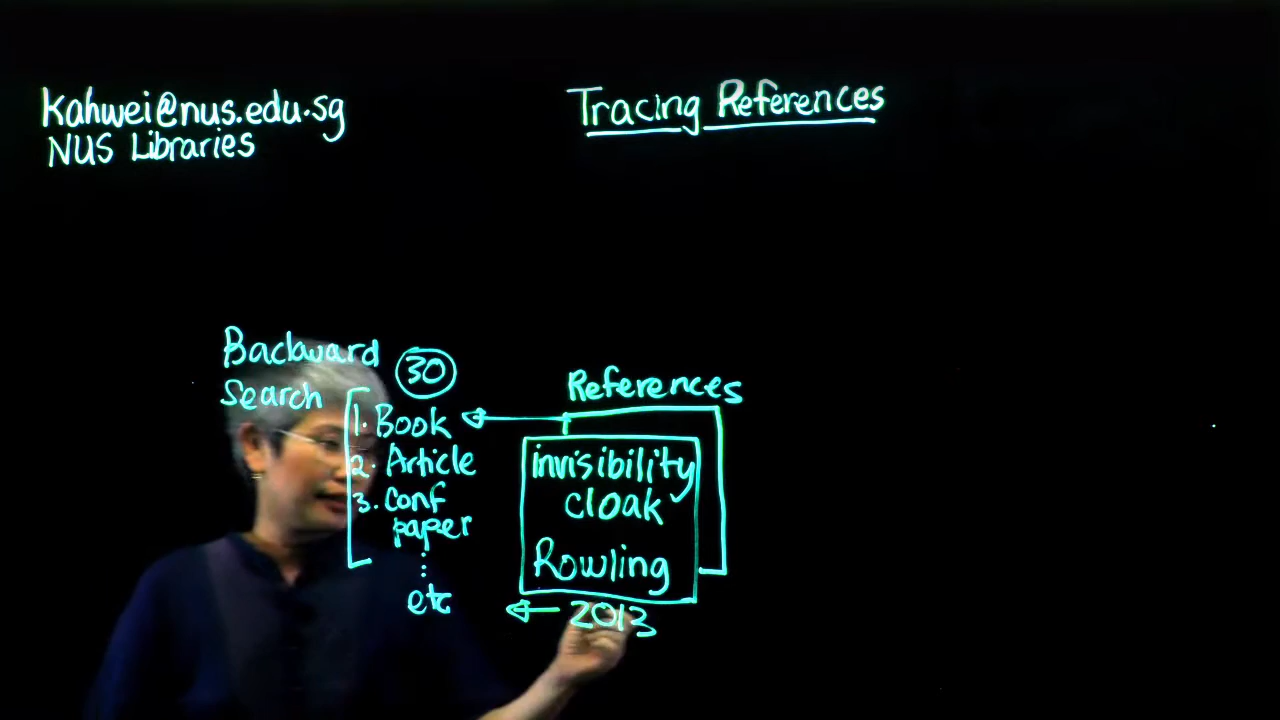 Kahwei@nus.edu.sg
NUS Libraries
Tracing References
Backward
Search
30
1. Book
2. Article
3. Conf
paper
etc
References
invisibility
cloak
Rowling
2013